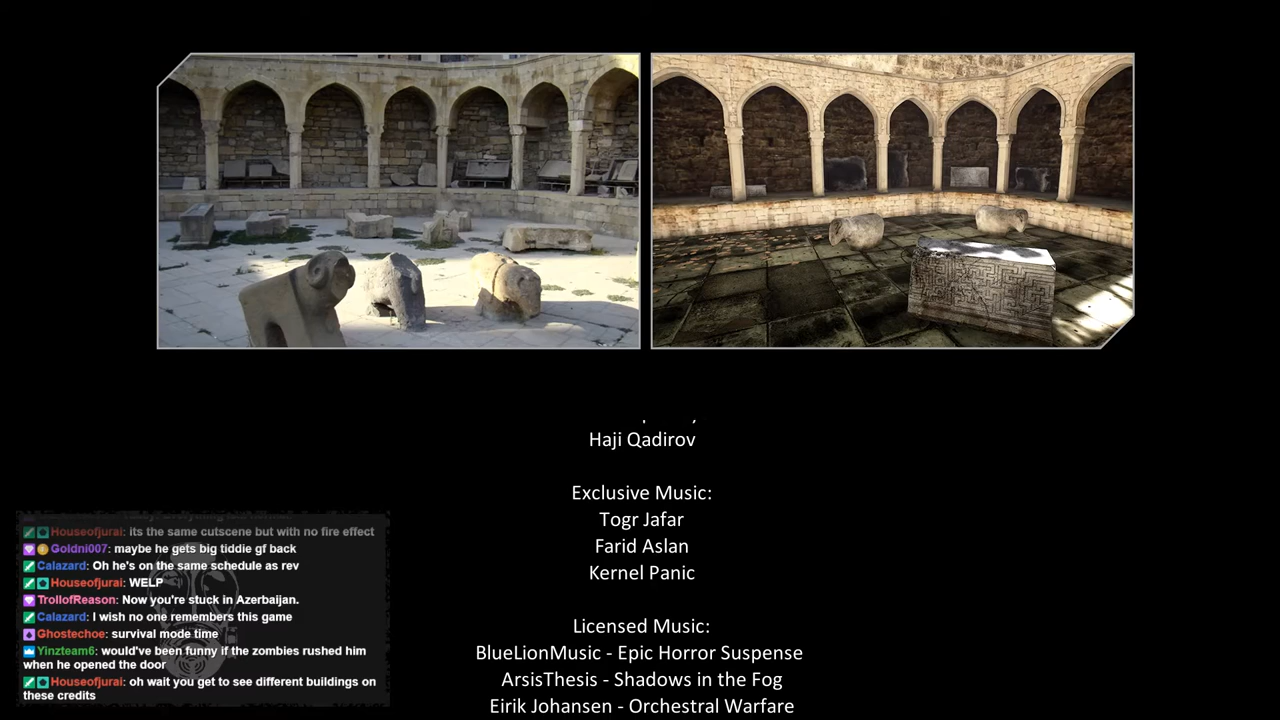 Haji Qadirov
Exclusive Music:
Togr Jafar
Farid Aslan
Kernel Panic
Licensed Music:
BlueLionMusic - Epic Horror Suspense
ArsisThesis - Shadows in the Fog
Eirik Johansen - Orchestral Warfare
Houseofjurai: its the same cutscene but with no fire effect
Goldni007: maybe he gets big tiddie gf back
Calazard: Oh he's on the same schedule as rev
Houseofjurai: WELP
TrollofReason: Now you're stuck in Azerbaijan.
Calazard: I wish no one remembers this game
Ghostechoe: survival mode time
Yinzteam6: would've been funny if the zombies rushed him
when he opened the door
Houseofjurai: oh wait you get to see different buildings on
these credits